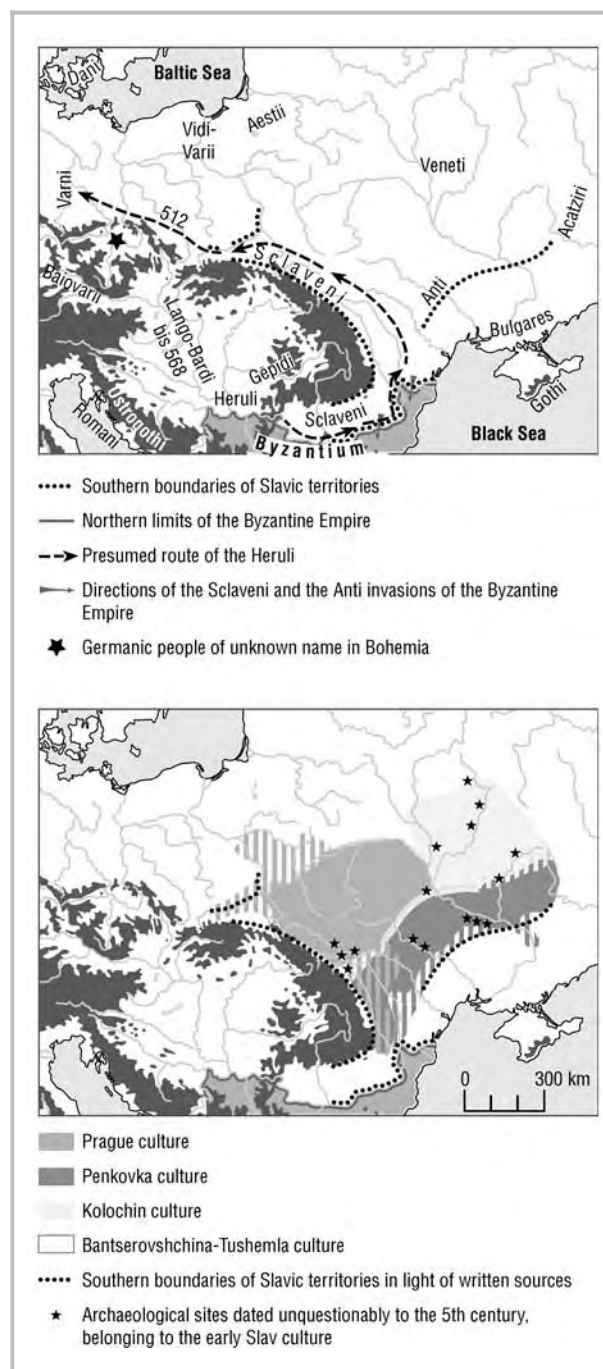 Dani
Baltic Sea
Aestii
Vidi-
Varii
Veneti
Varni
512
Acatziri
Sclaveni
Anti
Baiovarii
Lango-Bardi
bis 568
Bulgares
Gepidi
Gothi
Heruli
Sclaveni
Ostrogothi
Romani
Byzantium
Black Sea
Southern boundaries of Slavic territories
Northern limits of the Byzantine Empire
Presumed route of the Heruli
Directions of the Sclaveni and the Anti invasions of the Byzantine
Empire
Germanic people of unknown name in Bohemia
0 300 km
Prague culture
Penkovka culture
Kolochin culture
Bantserovshchina-Tushemla culture
Southern boundaries of Slavic territories in light of written sources
Archaeological sites dated unquestionably to the 5th century,
belonging to the early Slav culture